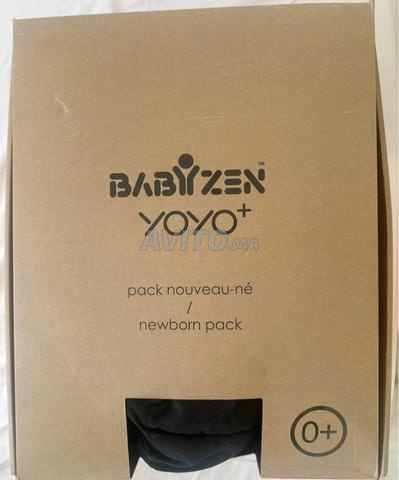 BABYZEN™
YOYO+
AVITO.MA
pack nouveau-né
/
newborn pack
0+